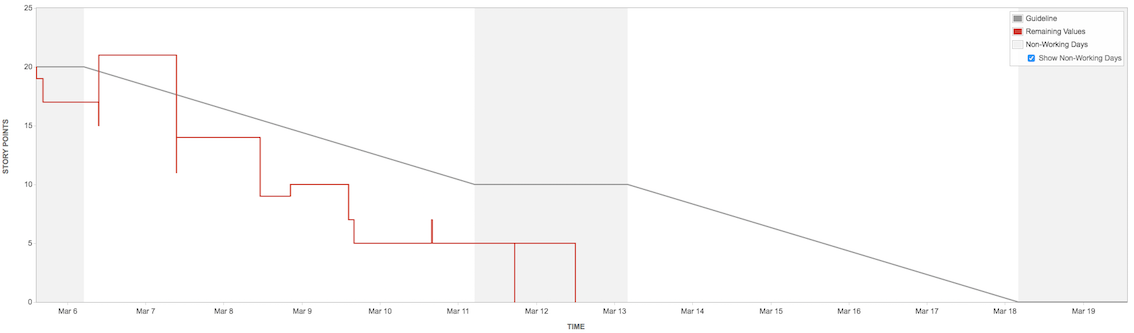 25
20
15
10
5
0
STORY POINTS
Guideline
Remaining Values
Non-Working Days
Show Non-Working Days
Mar 6 Mar 7 Mar 8 Mar 9 Mar 10 Mar 11 Mar 12 Mar 13 Mar 14 Mar 15 Mar 16 Mar 17 Mar 18 Mar 19
TIME